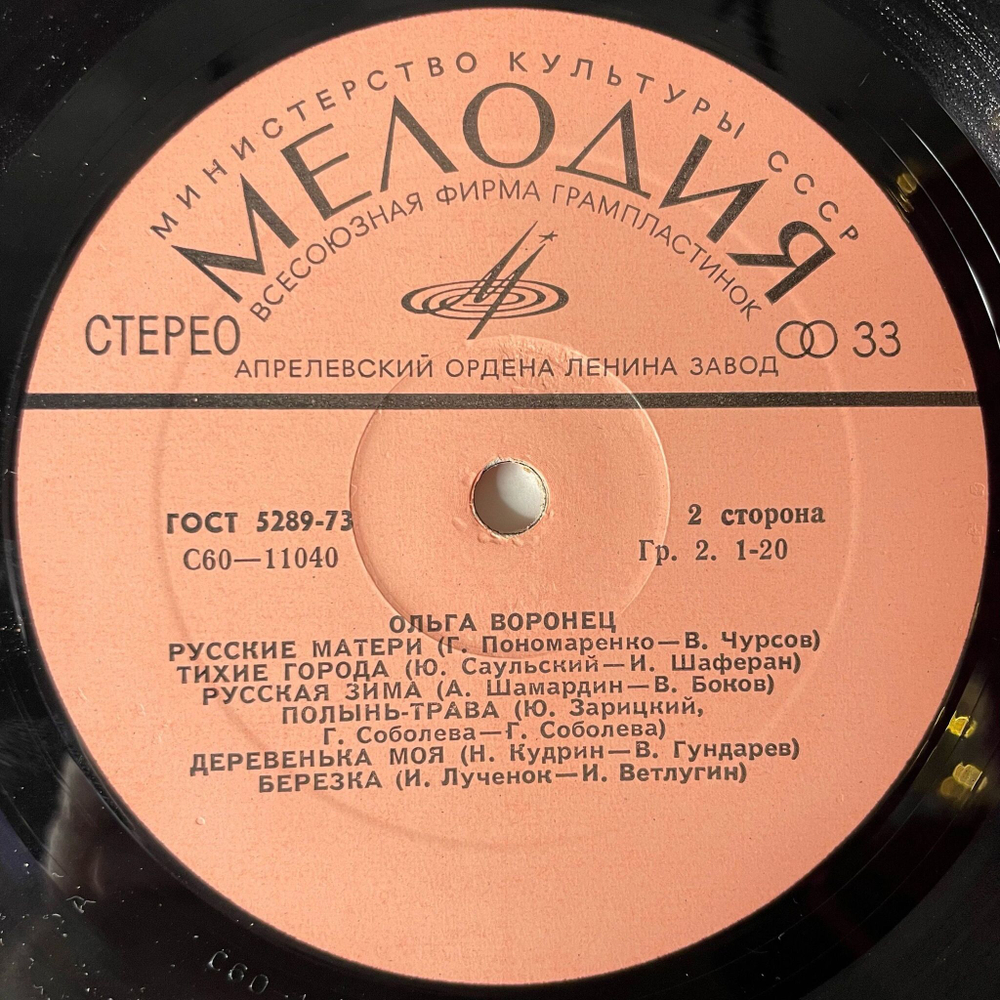 МИНИСТЕРСТВО КУЛЬТУРЫ СССР
МЕЛОДИЯ
ВСЕСОЮЗНАЯ ФИРМА ГРАМПЛАСТИНОК
СТЕРЕО
33
АПРЕЛЕВСКИЙ ОРДЕНА ЛЕНИНА ЗАВОД
ГОСТ 5289-73
2 сторона
С60—11040
Гр. 2. 1-20
ОЛЬГА ВОРОНЕЦ
РУССКИЕ МАТЕРИ (Г. Пономаренко—В. Чурсов)
ТИХИЕ ГОРОДА (Ю. Саульский—И. Шаферан)
РУССКАЯ ЗИМА (А. Шамардин—В. Боков)
ПОЛЫНЬ-ТРАВА (Ю. Зарицкий,
Г. Соболева—Г. Соболева)
ДЕРЕВЕНЬКА МОЯ (Н. Кудрин—В. Гундарев)
БЕРЕЗКА (И. Лученок—И. Ветлугин)
С60